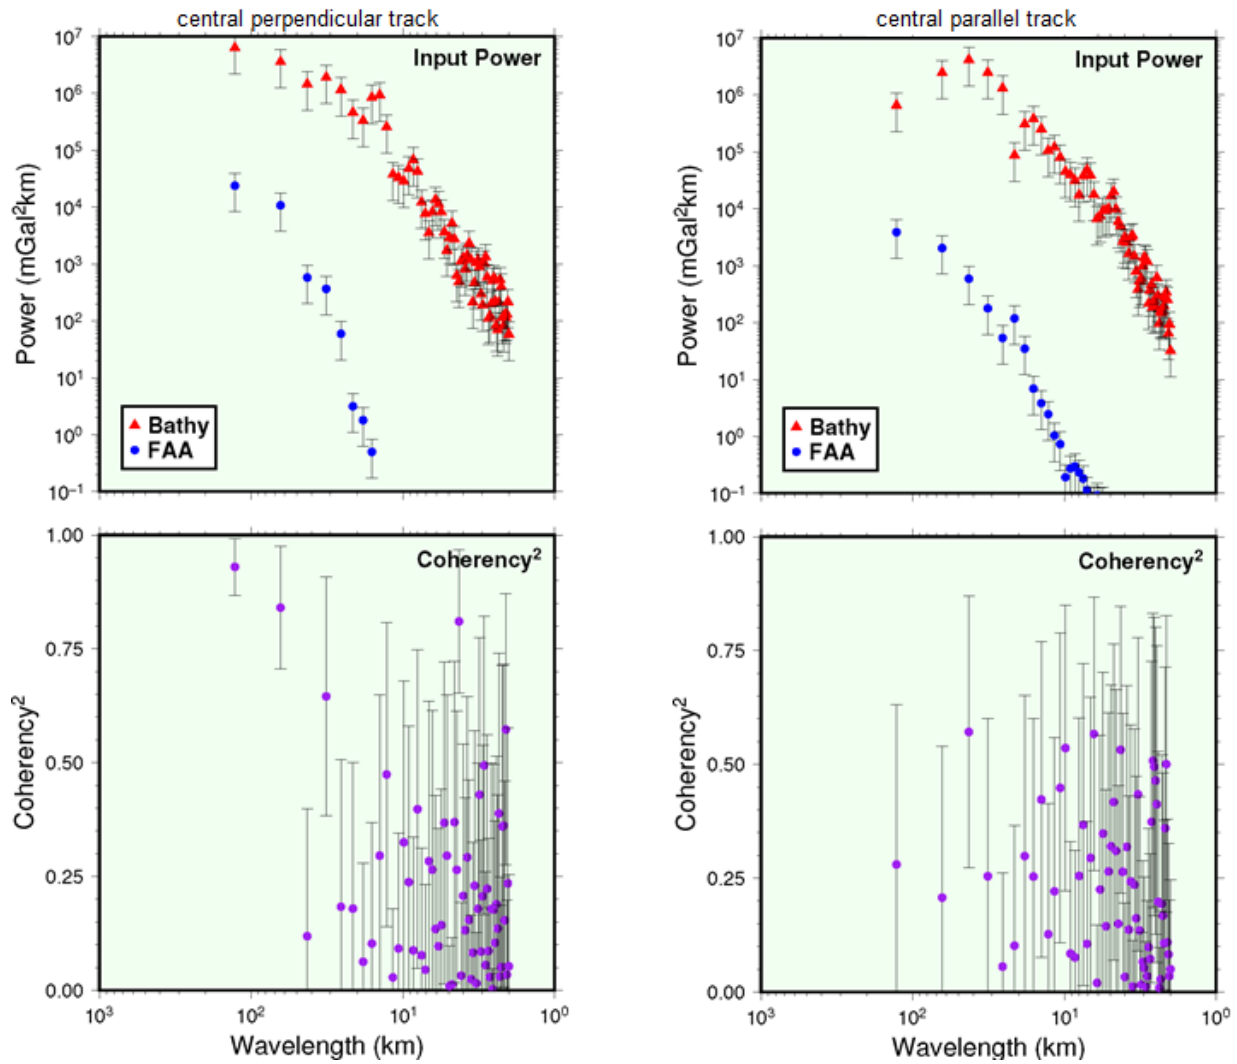 central perpendicular track
Input Power
10⁷
10⁶
10⁵
10⁴
10³
10²
10¹
10⁰
10⁻¹
Power (mGal²km)
Bathy
FAA
Coherency²
1.00
0.75
0.50
0.25
0.00
Coherency²
10³
10²
10¹
10⁰
Wavelength (km)
central parallel track
Input Power
10⁷
10⁶
10⁵
10⁴
10³
10²
10¹
10⁰
10⁻¹
Power (mGal²km)
Bathy
FAA
Coherency²
1.00
0.75
0.50
0.25
0.00
Coherency²
10³
10²
10¹
10⁰
Wavelength (km)